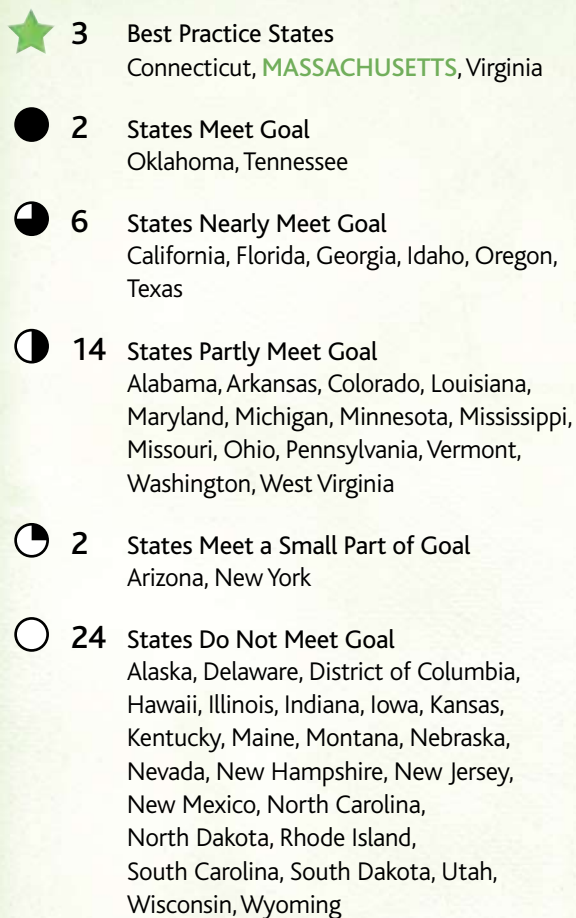 3 Best Practice States
Connecticut, MASSACHUSETTS, Virginia
2 States Meet Goal
Oklahoma, Tennessee
6 States Nearly Meet Goal
California, Florida, Georgia, Idaho, Oregon,
Texas
14 States Partly Meet Goal
Alabama, Arkansas, Colorado, Louisiana,
Maryland, Michigan, Minnesota, Mississippi,
Missouri, Ohio, Pennsylvania, Vermont,
Washington, West Virginia
2 States Meet a Small Part of Goal
Arizona, New York
24 States Do Not Meet Goal
Alaska, Delaware, District of Columbia,
Hawaii, Illinois, Indiana, Iowa, Kansas,
Kentucky, Maine, Montana, Nebraska,
Nevada, New Hampshire, New Jersey,
New Mexico, North Carolina,
North Dakota, Rhode Island,
South Carolina, South Dakota, Utah,
Wisconsin, Wyoming